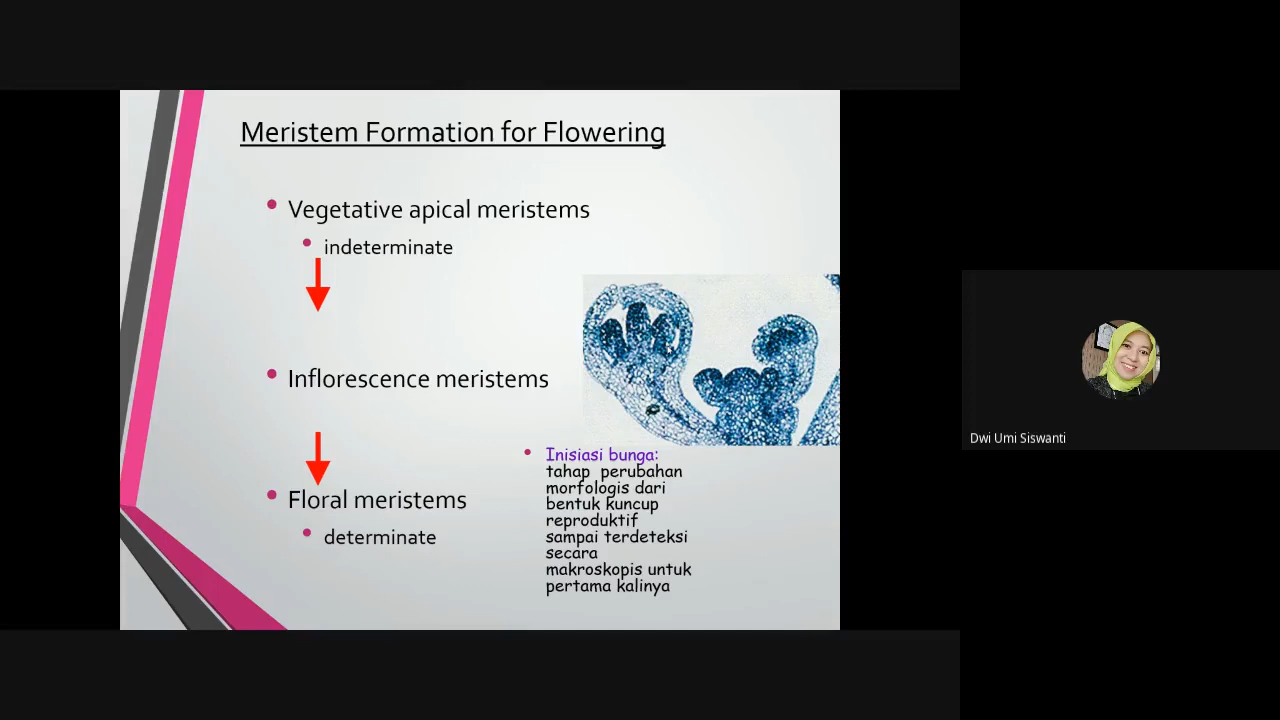 Meristem Formation for Flowering
Vegetative apical meristems
indeterminate
Inflorescence meristems
Floral meristems
determinate
Inisiasi bunga:
tahap perubahan
morfologis dari
bentuk kuncup
reproduktif
sampai terdeteksi
secara
makroskopis untuk
pertama kalinya
Dwi Umi Siswanti